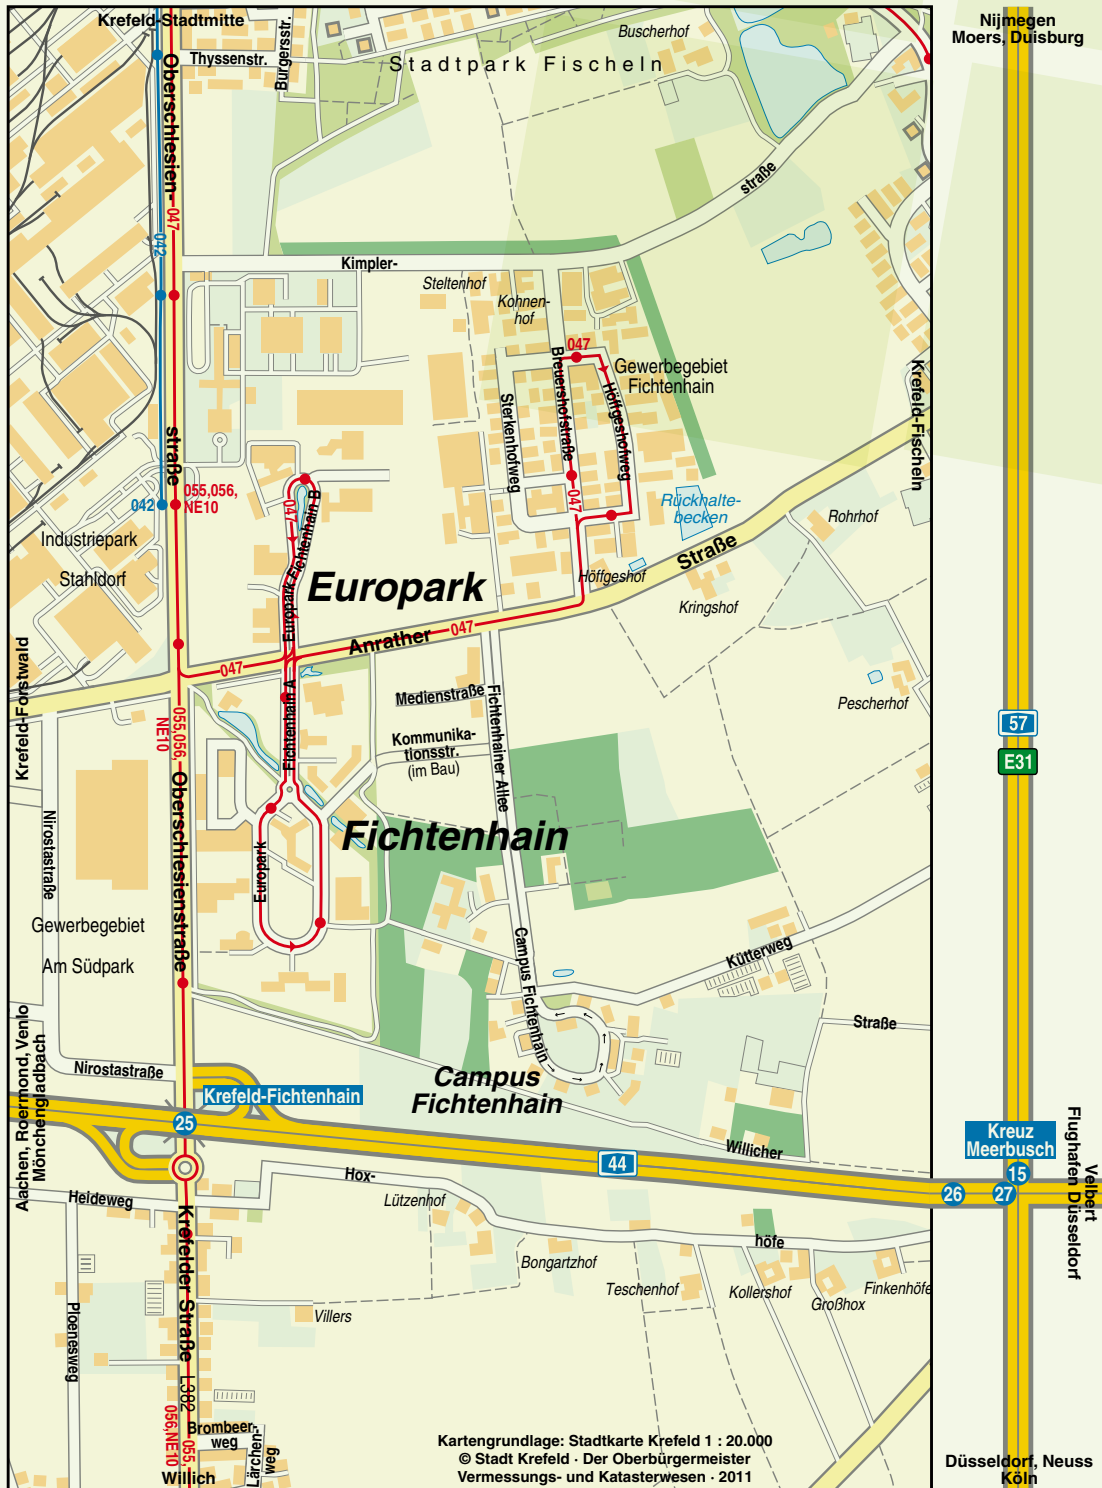 Krefeld-Stadtmitte
Nijmegen
Moers, Duisburg
Thyssenstr.
Burgersstr.
Buscherhof
Stadtpark Fischeln
Oberschlesien-
straße
047
042
straße
Kimpler-
Steltenhof
Kohnen-
hof
047
Gewerbegebiet
Fichtenhain
Breuershofstraße
Höffgeshofweg
Sterkenhofweg
Krefeld-Fischeln
055,056,
NE10
042
047
047
Europark Fichtenhain B
Rückhalte-
becken
Rohrhof
Industriepark
Stahldorf
Europark
Straße
Höffgeshof
Kringshof
Anrather
047
047
Krefeld-Forstwald
Medienstraße
Fichtenhain A
Pescherhof
055,056,
NE10
Kommunika-
tionsstr.
(im Bau)
Fichtenhainer Allee
57
E31
Nirostastraße
Oberschlesienstraße
Europark
Fichtenhain
Gewerbegebiet
Am Südpark
Campus Fichtenhain
Kütterweg
Straße
Aachen, Roermond, Venlo
Mönchengladbach
Nirostastraße
Krefeld-Fichtenhain
Campus
Fichtenhain
25
44
Willicher
Kreuz
Meerbusch
15
26
27
Velbert
Flughafen Düsseldorf
Heideweg
Hox-
Lützenhof
höfe
Bongartzhof
Teschenhof
Kollershof
Großhox
Finkenhöfe
Krefelder Straße
L382
Villers
Ploenesweg
055,
056,NE10
Brombeer-
weg
Lärchen-
weg
Willich
Kartengrundlage: Stadtkarte Krefeld 1 : 20.000
© Stadt Krefeld · Der Oberbürgermeister
Vermessungs- und Katasterwesen · 2011
Düsseldorf, Neuss
Köln